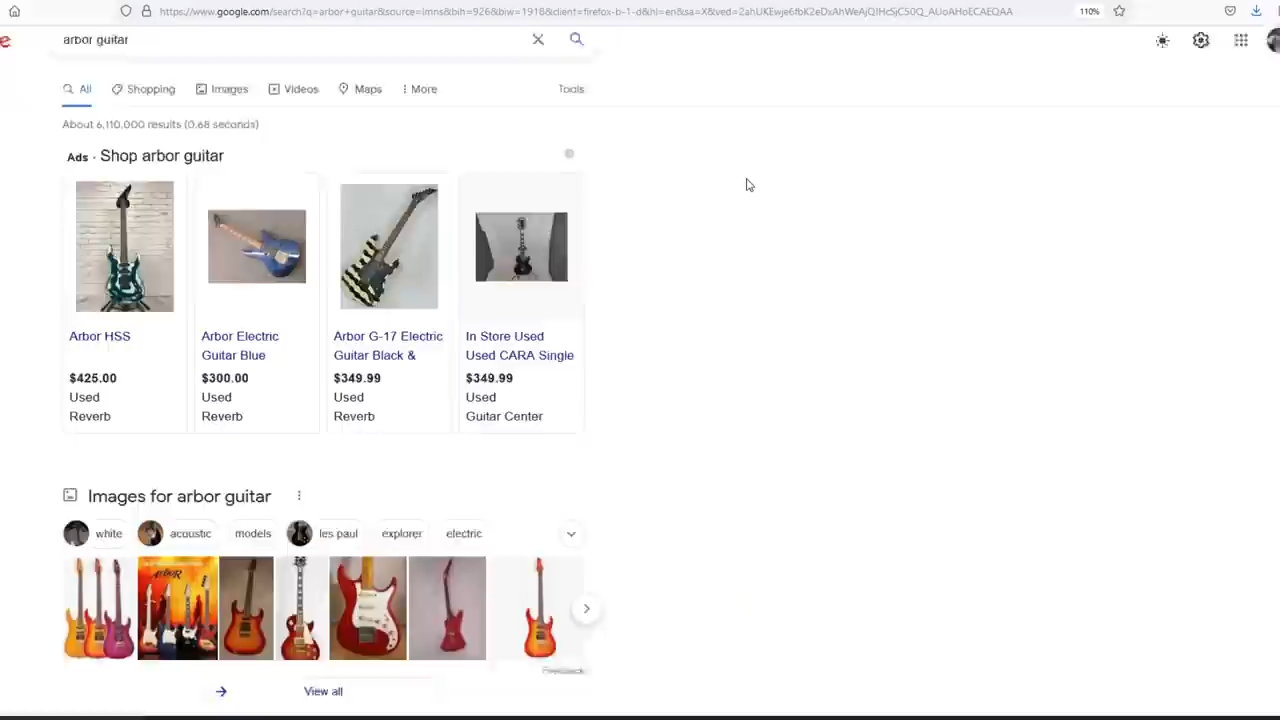 110%
arbor guitar
All
Shopping
Images
Videos
Maps
More
Tools
About 6,110,000 results (0.68 seconds)
Ads · Shop arbor guitar
Arbor HSS
$425.00
Used
Reverb
Arbor Electric
Guitar Blue
$300.00
Used
Reverb
Arbor G-17 Electric
Guitar Black &
$349.99
Used
Reverb
In Store Used
Used CARA Single
$349.99
Used
Guitar Center
Images for arbor guitar
white
acoustic
models
les paul
explorer
electric
ARBOR
Feedback
View all